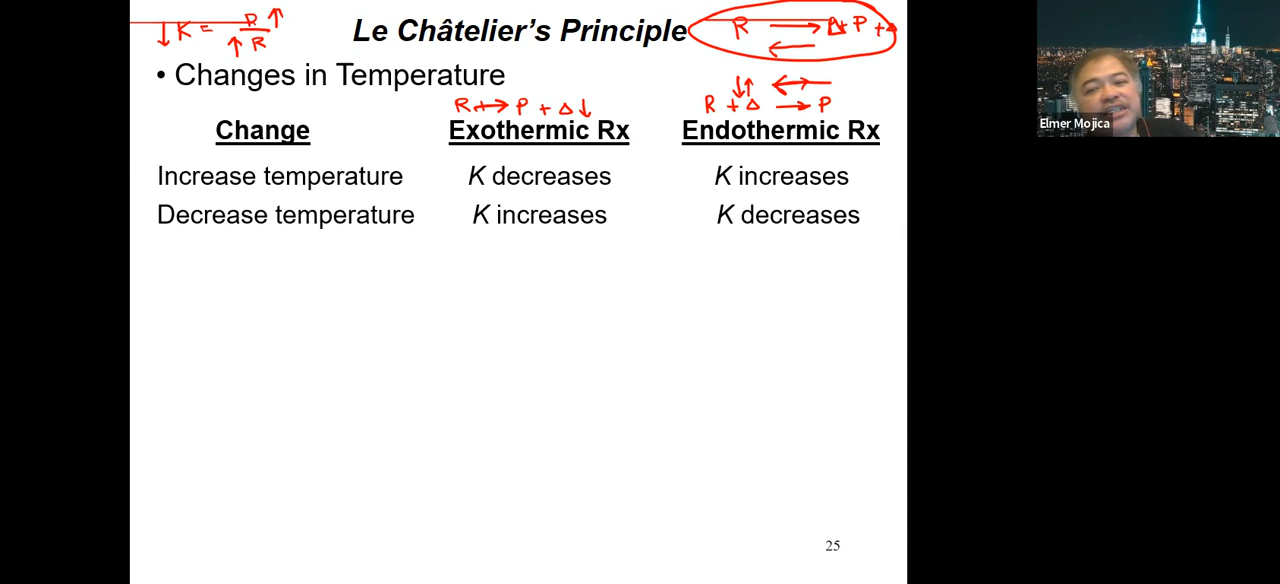 ↓K = P↑
↑R
Le Châtelier’s Principle
R ⟶ P + Δ
• Changes in Temperature
R → P + Δ↓
R + Δ → P
Change Exothermic Rx Endothermic Rx
Increase temperature K decreases K increases
Decrease temperature K increases K decreases
25
Elmer Mojica